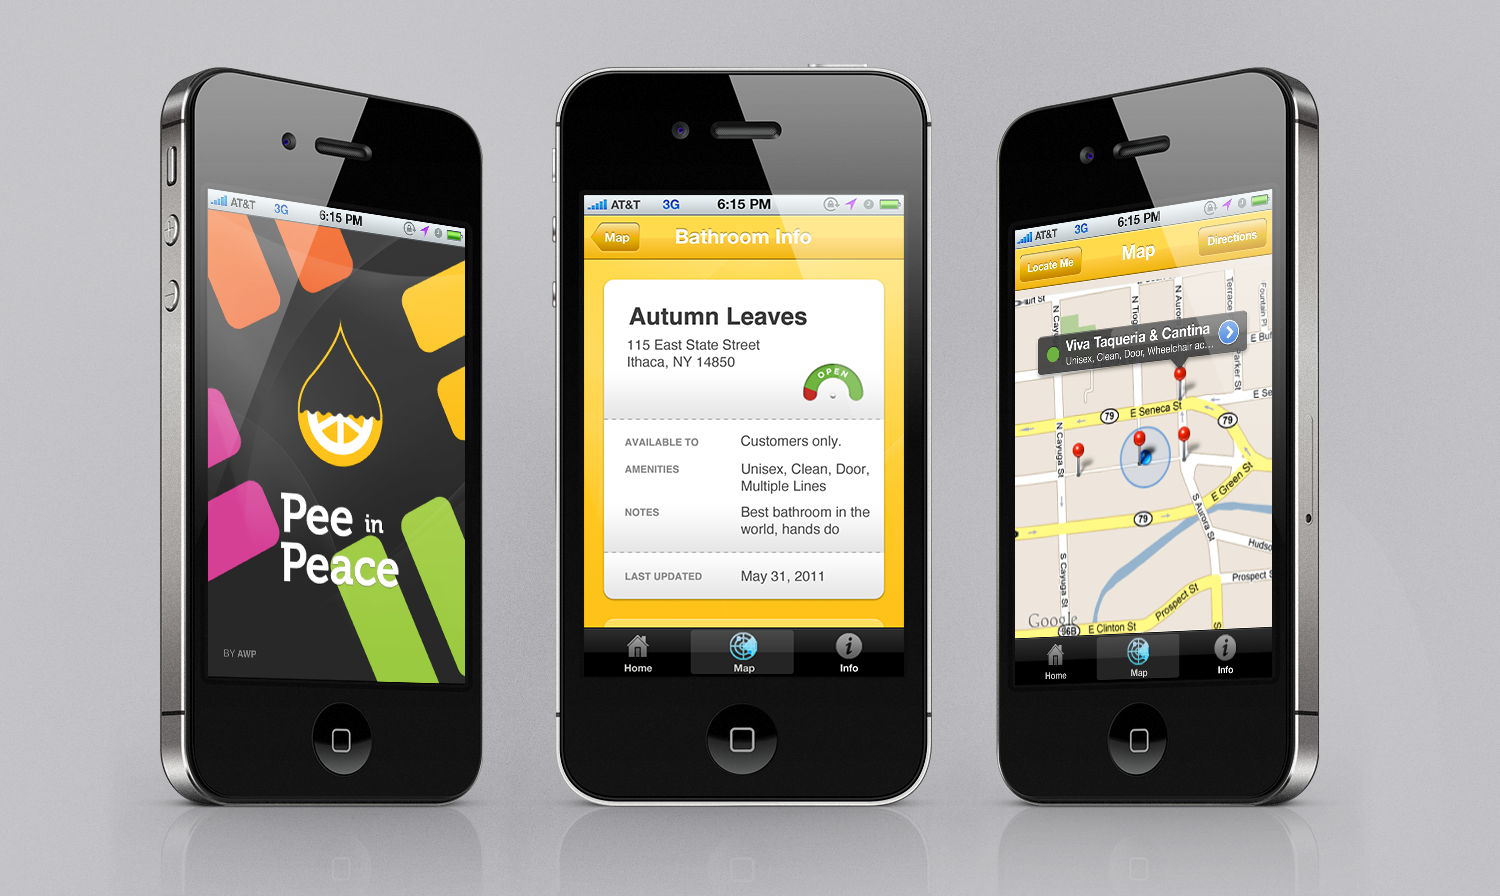 AT&T 3G 6:15 PM
Pee in
Peace
BY AWP
AT&T 3G 6:15 PM
Map
Bathroom Info
Autumn Leaves
115 East State Street
Ithaca, NY 14850
OPEN
AVAILABLE TO Customers only.
AMENITIES Unisex, Clean, Door,
Multiple Lines
NOTES Best bathroom in the
world, hands do
LAST UPDATED May 31, 2011
Home Map Info
AT&T 3G 6:15 PM
Locate Me
Map
Directions
N Aurora
Terrace
Fountain Pl
Viva Taqueria & Cantina
Unisex, Clean, Door, Wheelchair ac...
Parker St
79
E Seneca St
79
N Cayuga St
E Green St
79
S Aurora St
S Cayuga St
Hudso
Prospect S
Prospect St
Google
96B
E Clinton St
Home Map Info